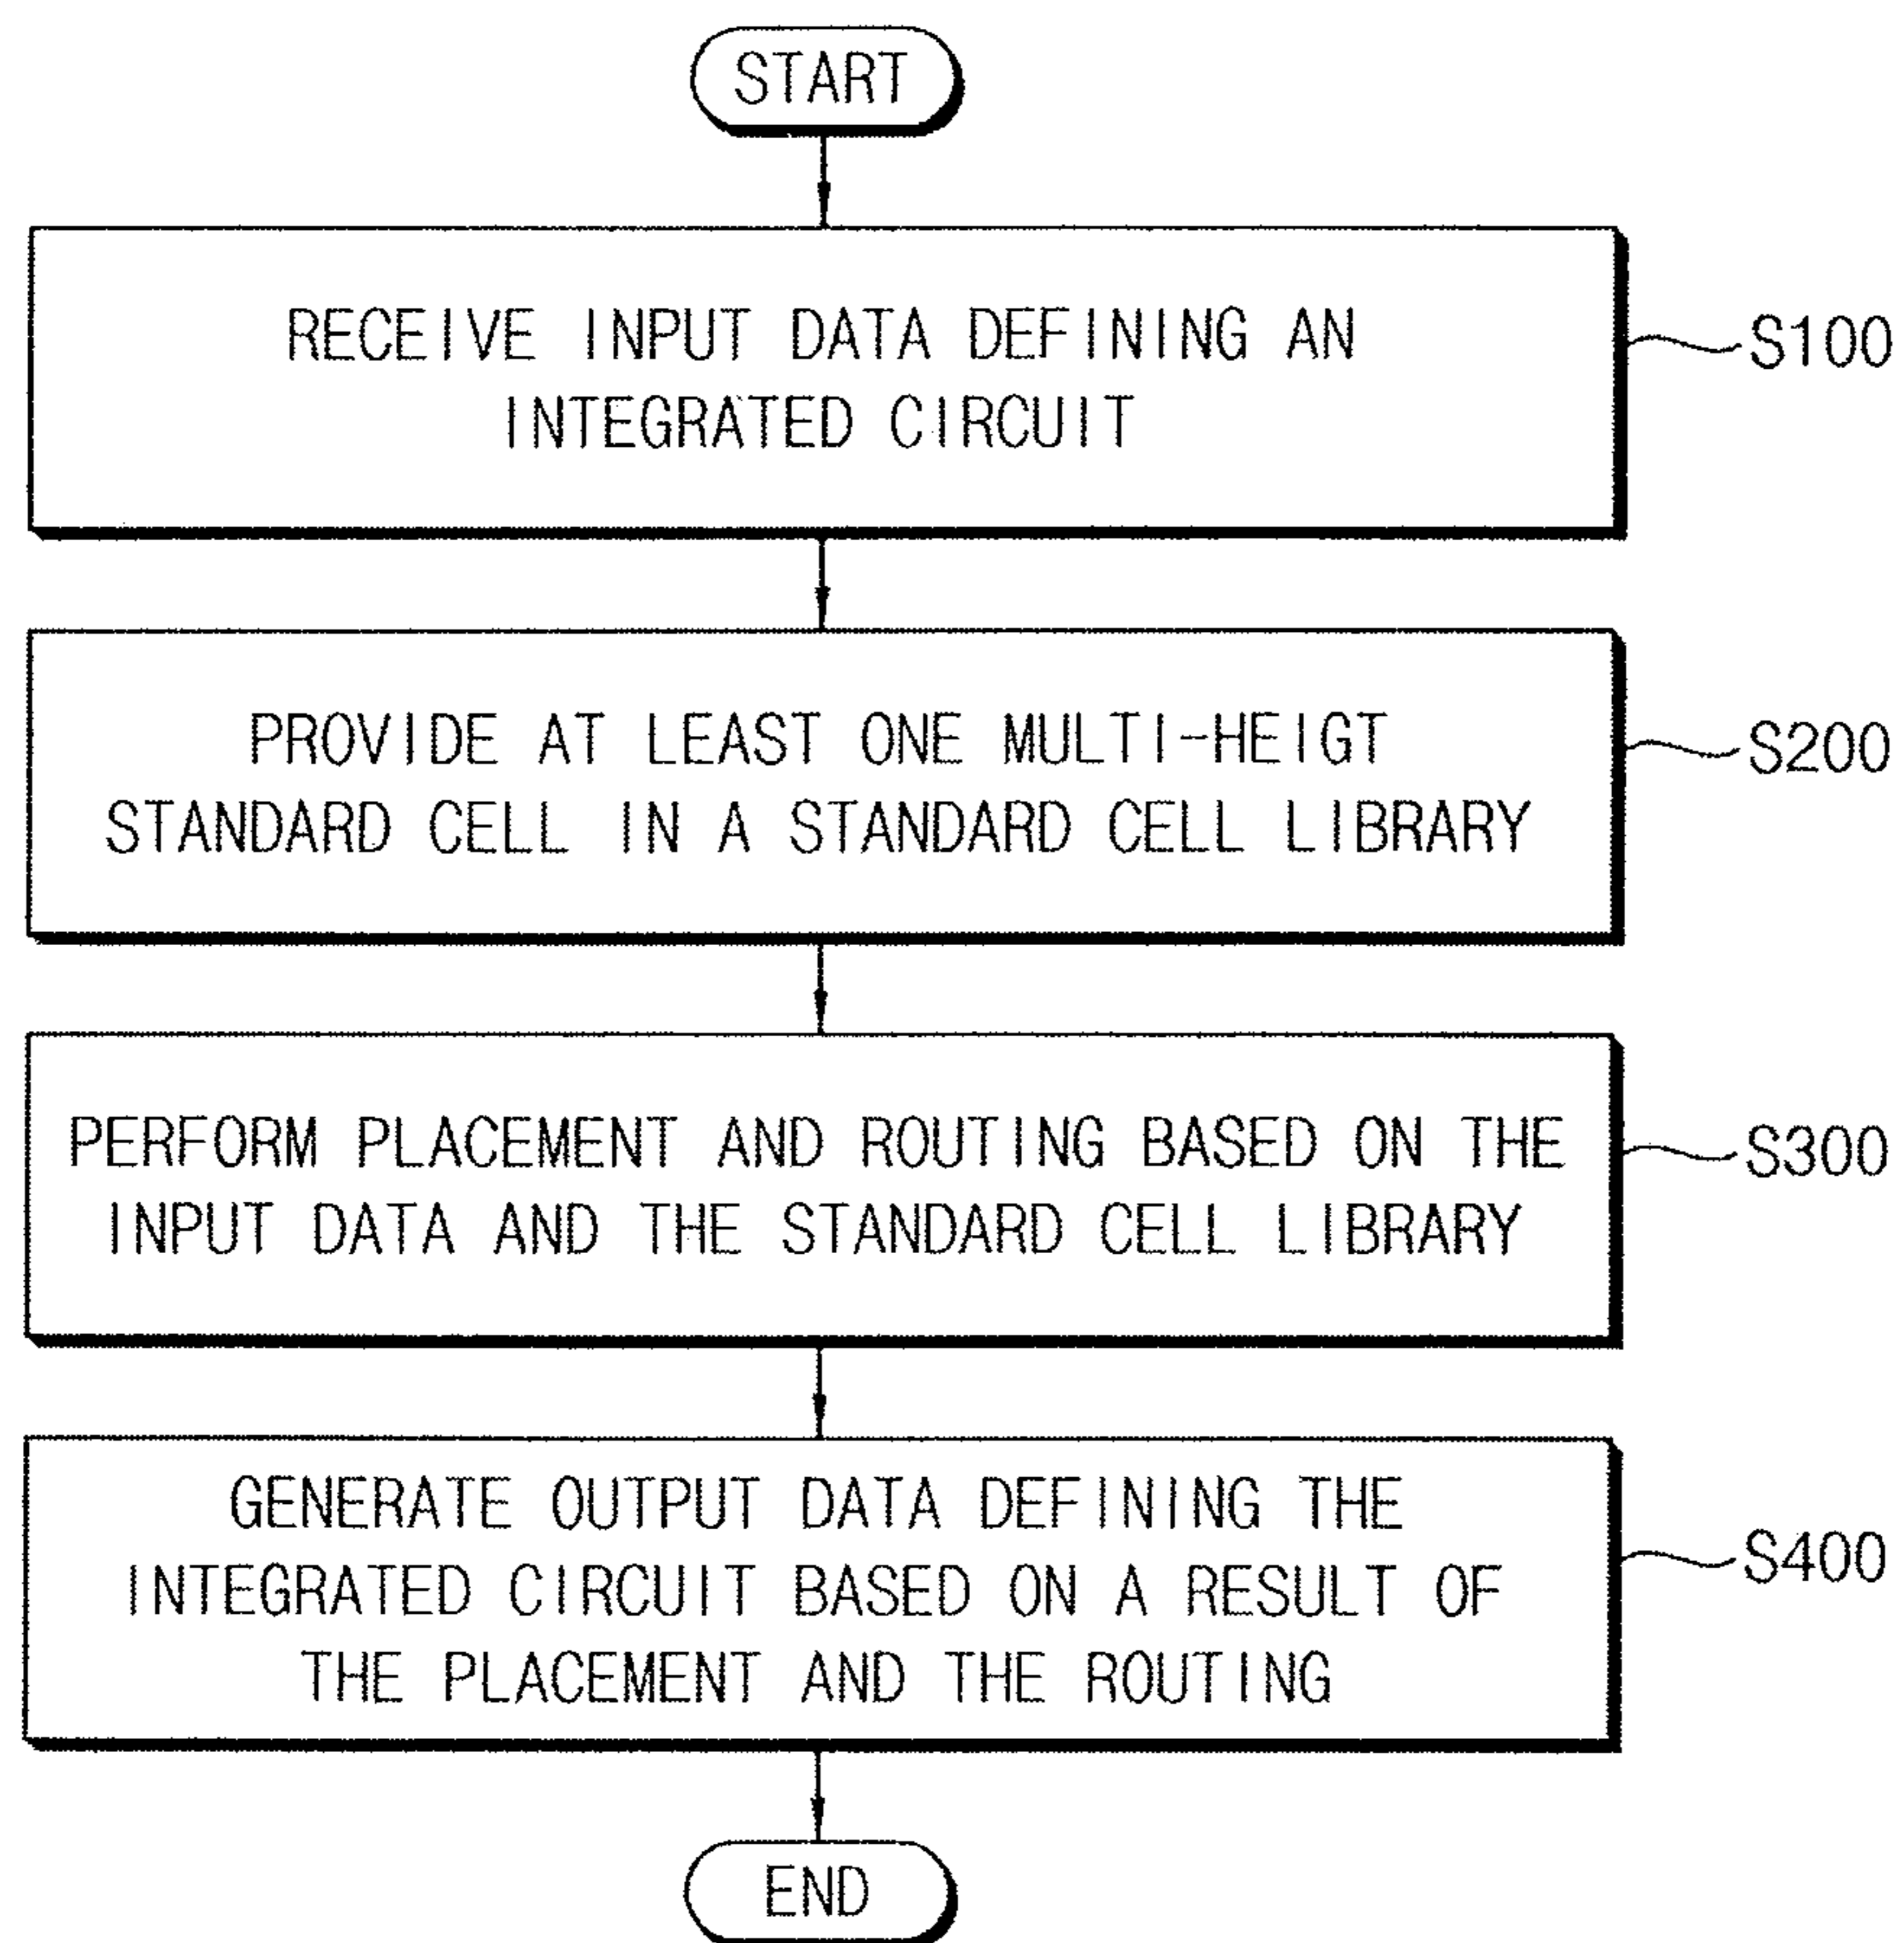 START
RECEIVE INPUT DATA DEFINING AN
INTEGRATED CIRCUIT
S100
PROVIDE AT LEAST ONE MULTI-HEIGT
STANDARD CELL IN A STANDARD CELL LIBRARY
S200
PERFORM PLACEMENT AND ROUTING BASED ON THE
INPUT DATA AND THE STANDARD CELL LIBRARY
S300
GENERATE OUTPUT DATA DEFINING THE
INTEGRATED CIRCUIT BASED ON A RESULT OF
THE PLACEMENT AND THE ROUTING
S400
END